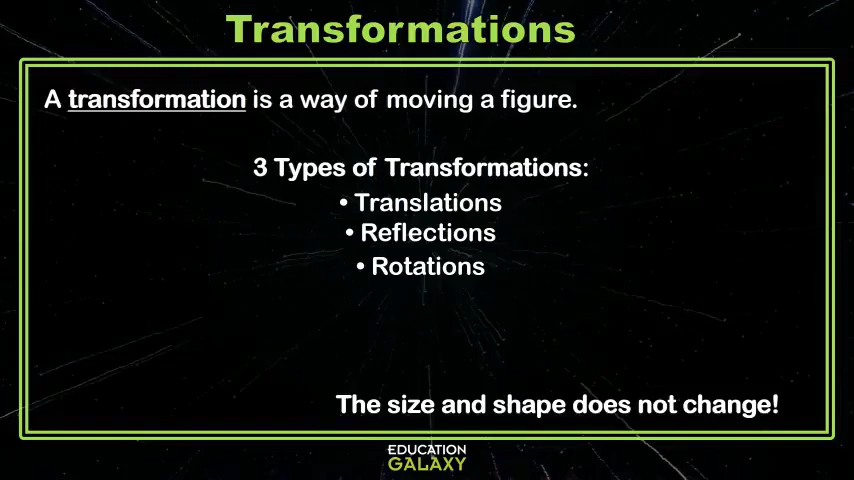 Transformations
A transformation is a way of moving a figure.
3 Types of Transformations:
• Translations
• Reflections
• Rotations
The size and shape does not change!
EDUCATION
GALAXY